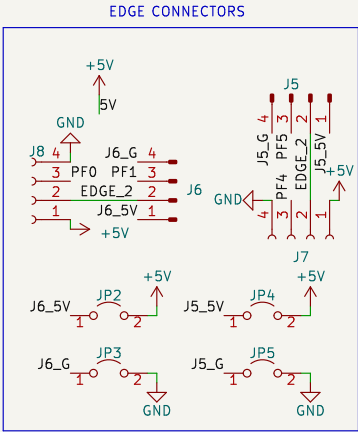 EDGE CONNECTORS
+5V
5V
J5
GND
4 3 2 1
J5_G PF5 EDGE_2 J5_5V
J8 4 J6_G 4
3 PF0 PF1 3
2 EDGE_2 2 J6
1 J6_5V 1
+5V
+5V
PF4
GND
4 3 2 1
J7
J6_5V JP2 +5V
1 2
J5_5V JP4 +5V
1 2
J6_G JP3
1 2
GND
J5_G JP5
1 2
GND